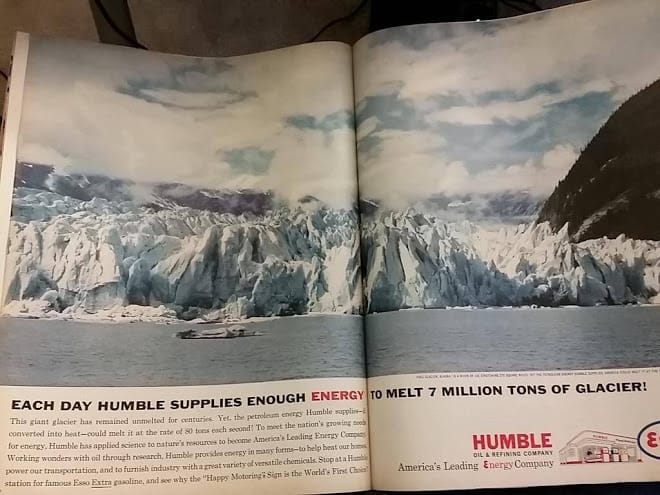 EACH DAY HUMBLE SUPPLIES ENOUGH ENERGY TO MELT 7 MILLION TONS OF GLACIER!
This giant glacier has remained unmelted for centuries. Yet, the petroleum energy Humble supplies—
converted into heat—could melt it at the rate of 80 tons each second! To meet the nation's growing
for energy, Humble has applied science to nature's resources to become America's Leading Energy Company.
Working wonders with oil through research, Humble provides energy in many forms—to help heat our homes,
power our transportation, and to furnish industry with a great variety of versatile chemicals. Stop at a Humble
station for famous Esso Extra gasoline, and see why the "Happy Motoring" Sign is the World's First Choice
HUMBLE
OIL & REFINING COMPANY
America's Leading Energy Company
HUMBLE